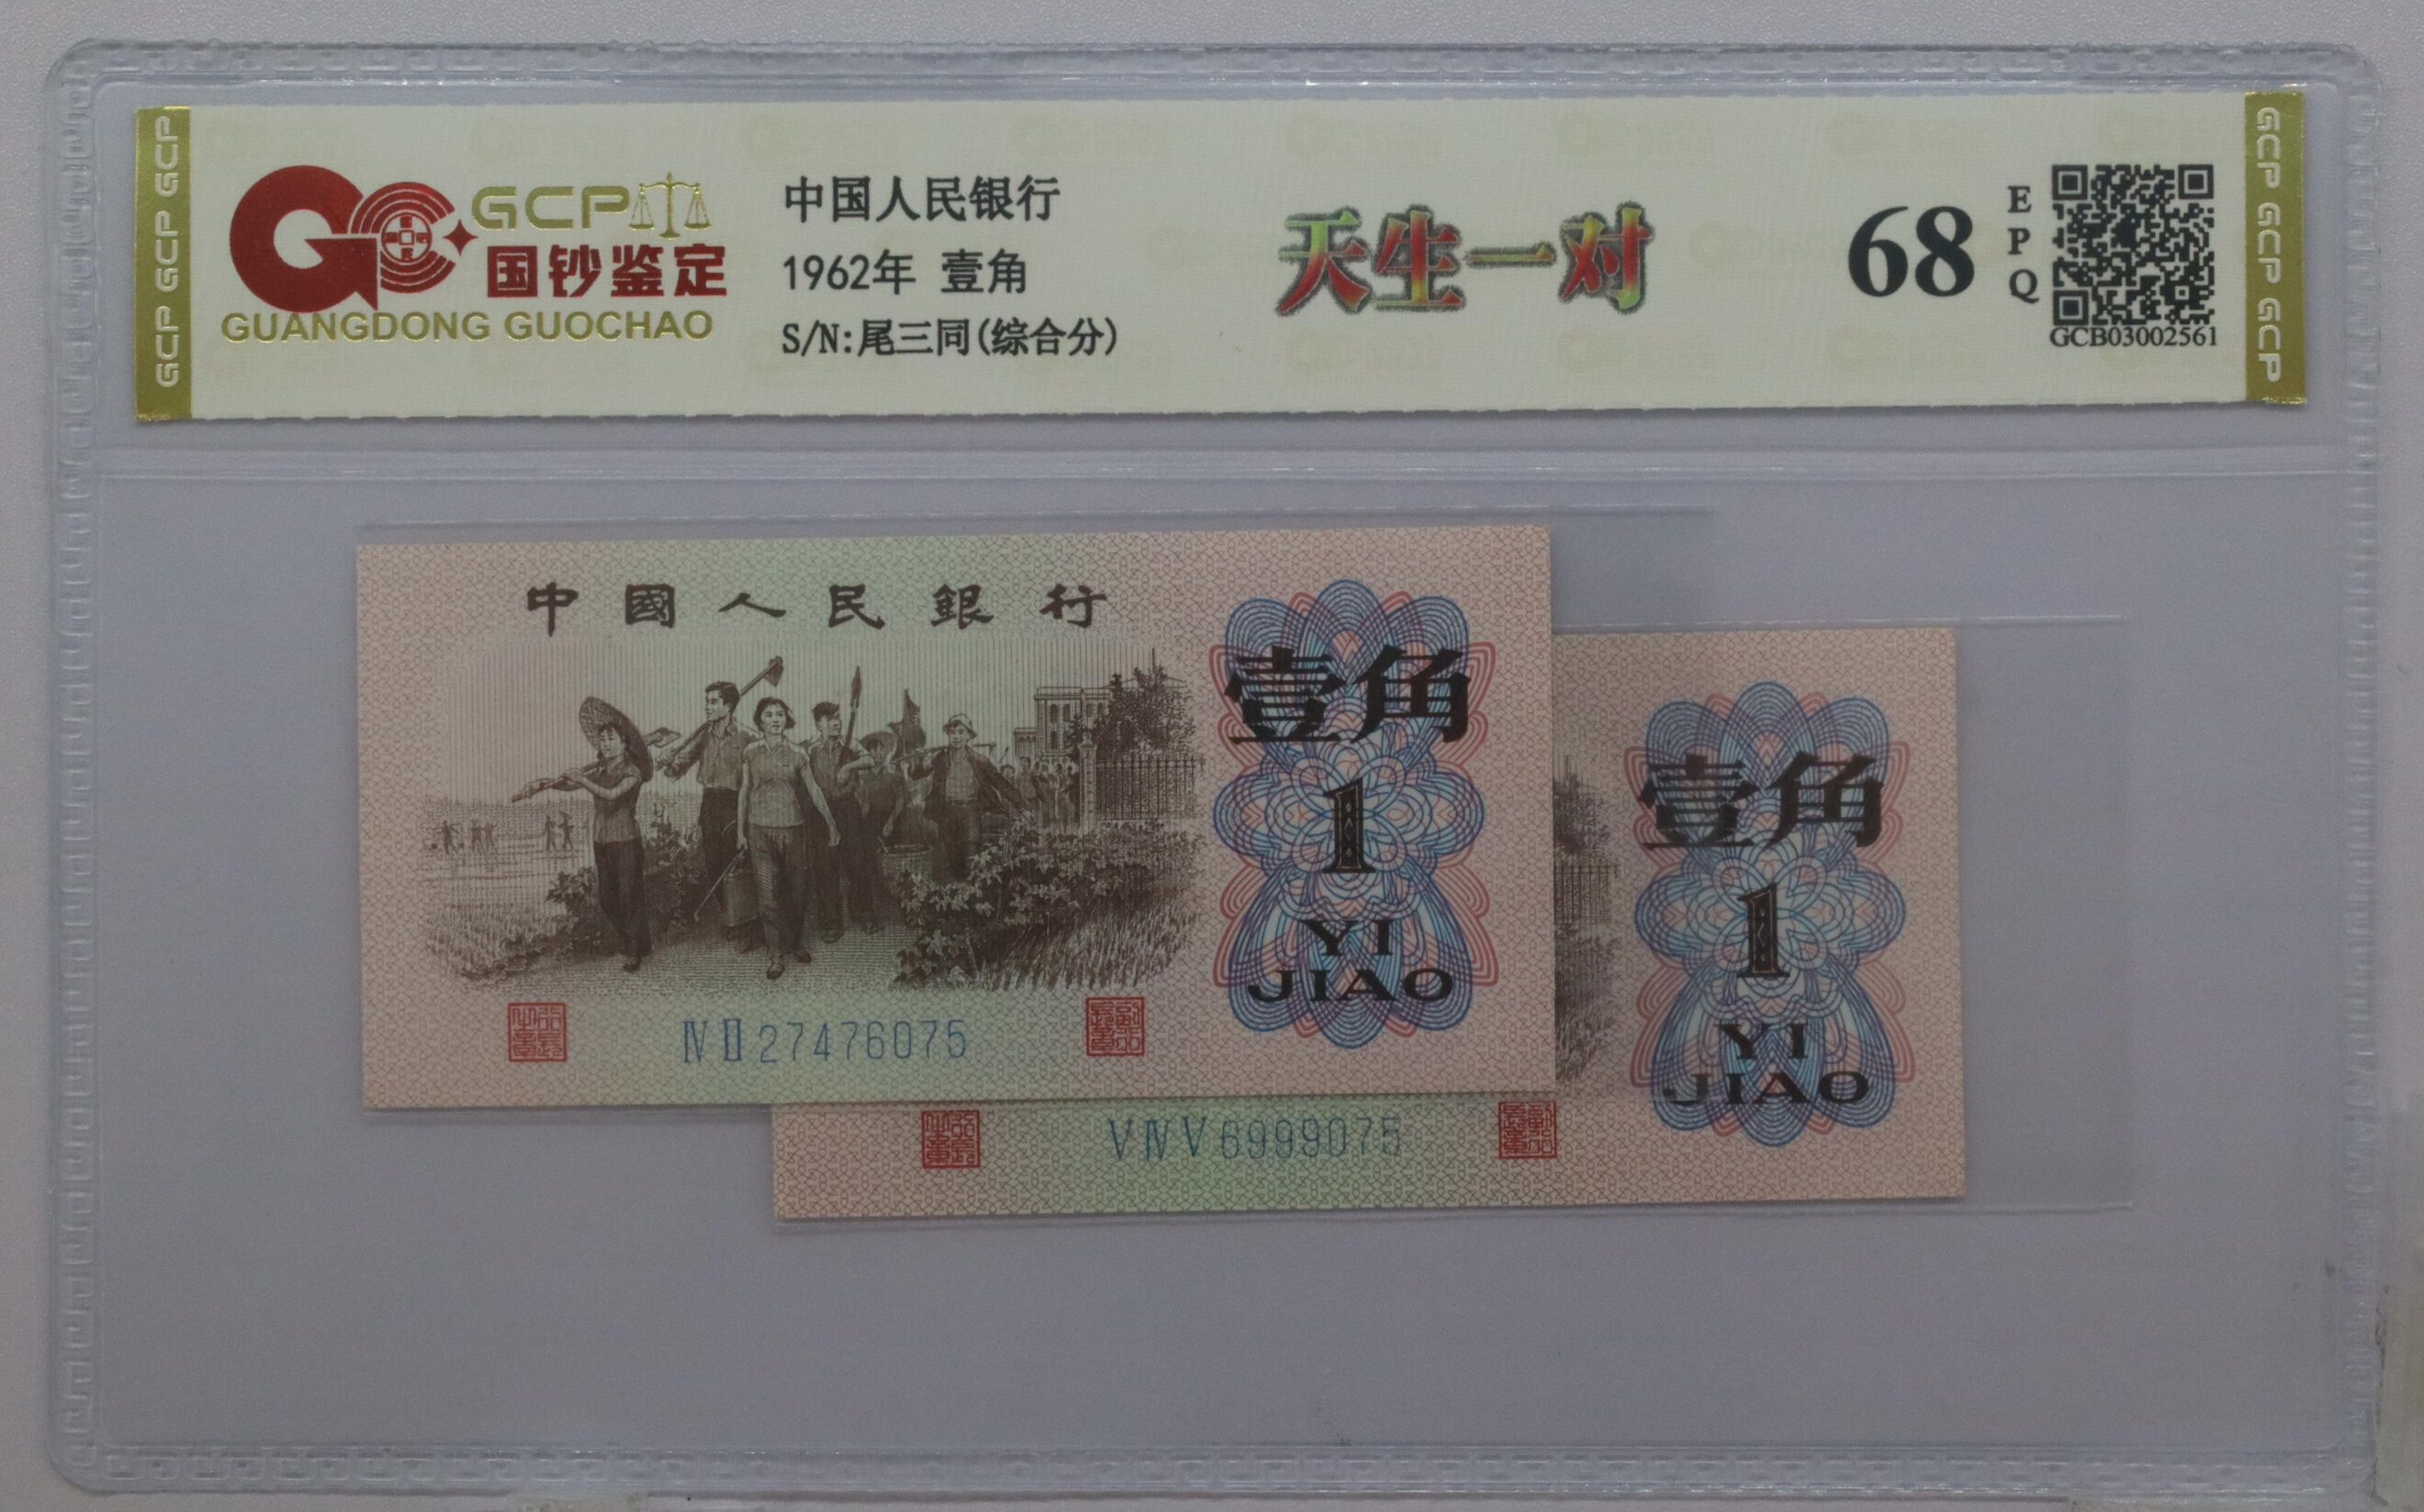 GCP GCP GCP
GCP
国钞鉴定
GUANGDONG GUOCHAO
中国人民银行
1962年 壹角
S/N:尾三同(综合分)
天生一对
68
EPQ
GCB03002561
GCP GCP GCP
中國人民銀行
壹角
1
YI
JIAO
ⅣⅡ27476075
壹角
1
YI
JIAO
ⅤⅣⅤ6999075